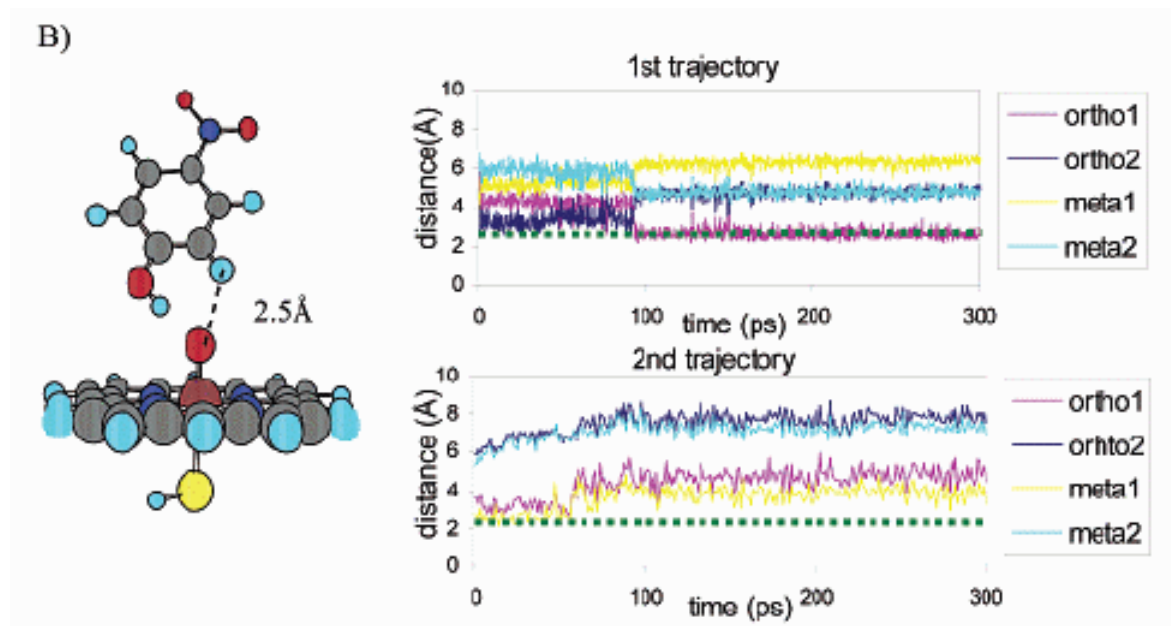 B)
2.5Å
1st trajectory
distance(A)
10
8
6
4
2
0
0
100
200
300
time (ps)
ortho1
ortho2
meta1
meta2
2nd trajectory
distance (A)
10
8
6
4
2
0
0
100
200
300
time (ps)
ortho1
orhto2
meta1
meta2